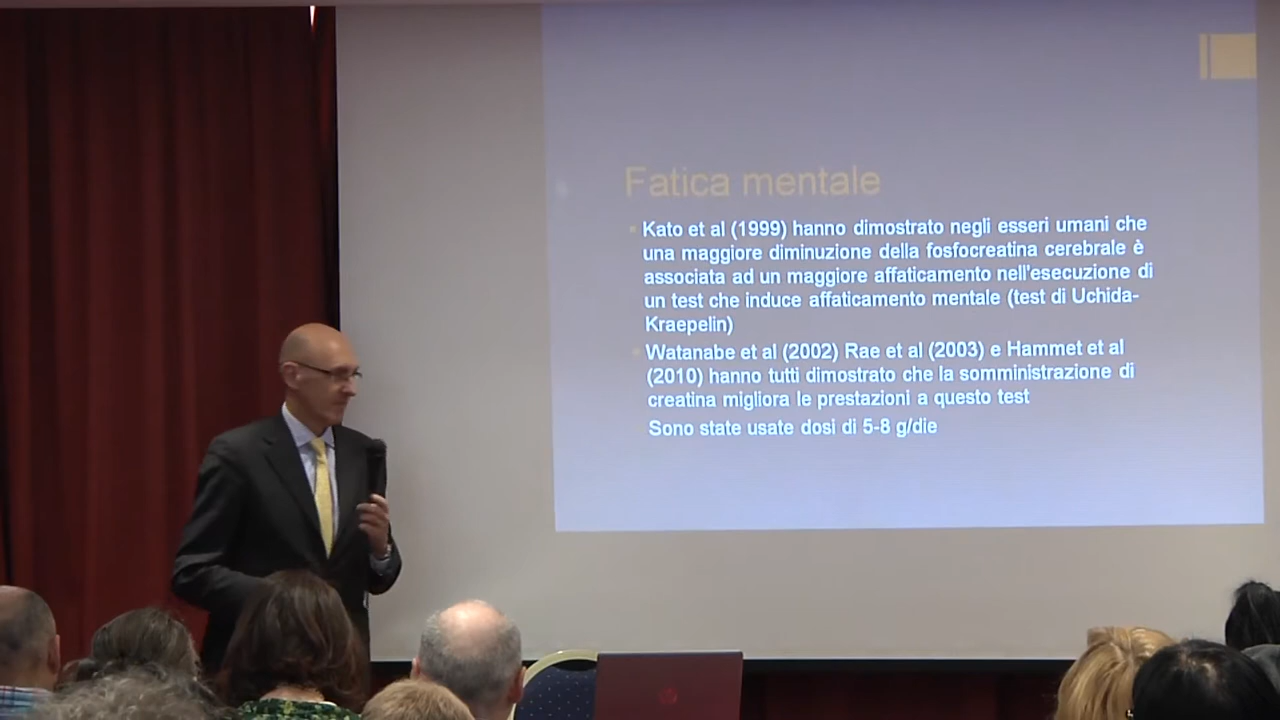 Fatica mentale
Kato et al (1999) hanno dimostrato negli esseri umani che
una maggiore diminuzione della fosfocreatina cerebrale è
associata ad un maggiore affaticamento nell'esecuzione di
un test che induce affaticamento mentale (test di Uchida-
Kraepelin)
Watanabe et al (2002) Rae et al (2003) e Hammet et al
(2010) hanno tutti dimostrato che la somministrazione di
creatina migliora le prestazioni a questo test
Sono state usate dosi di 5-8 g/die